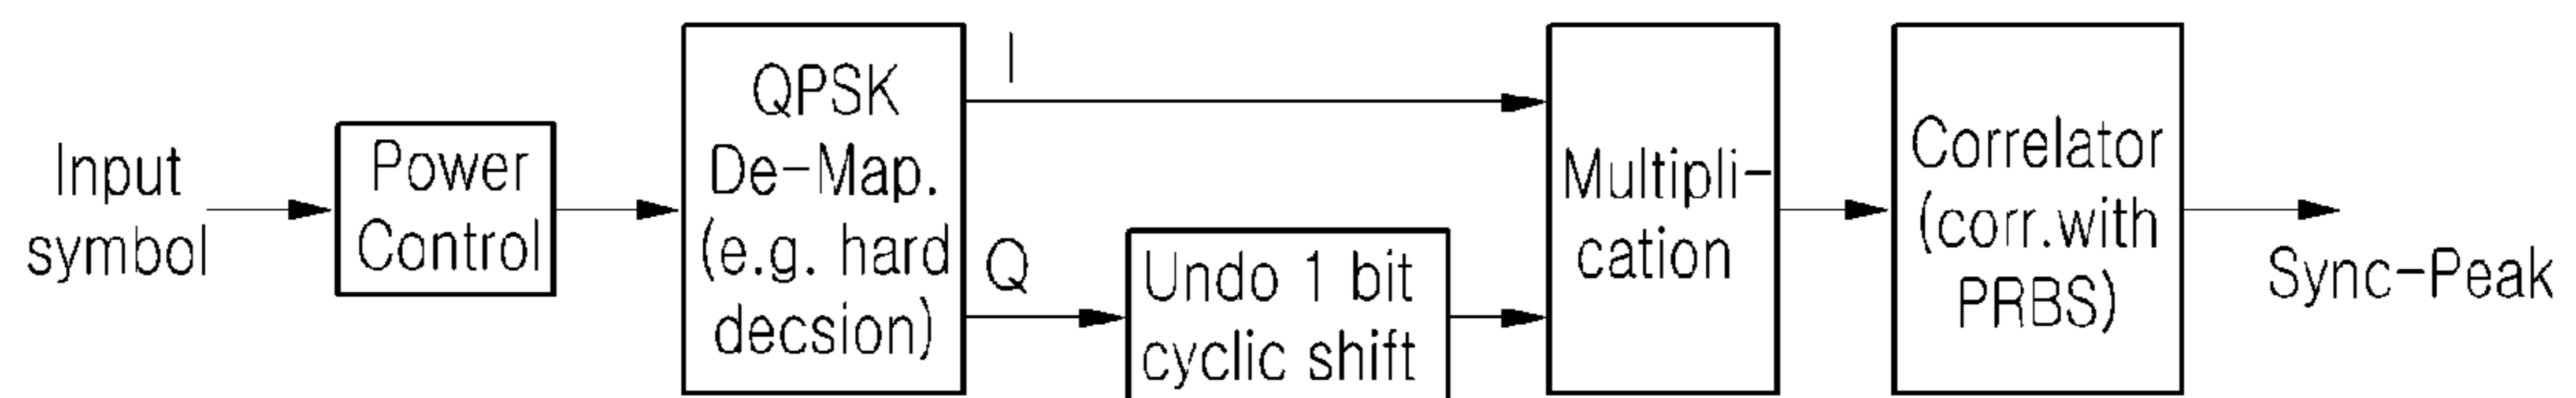 Input
symbol
Power
Control
QPSK
De-Map.
(e.g. hard
decsion)
I
Q
Undo 1 bit
cyclic shift
Multipli-
cation
Correlator
(corr.with
PRBS)
Sync-Peak